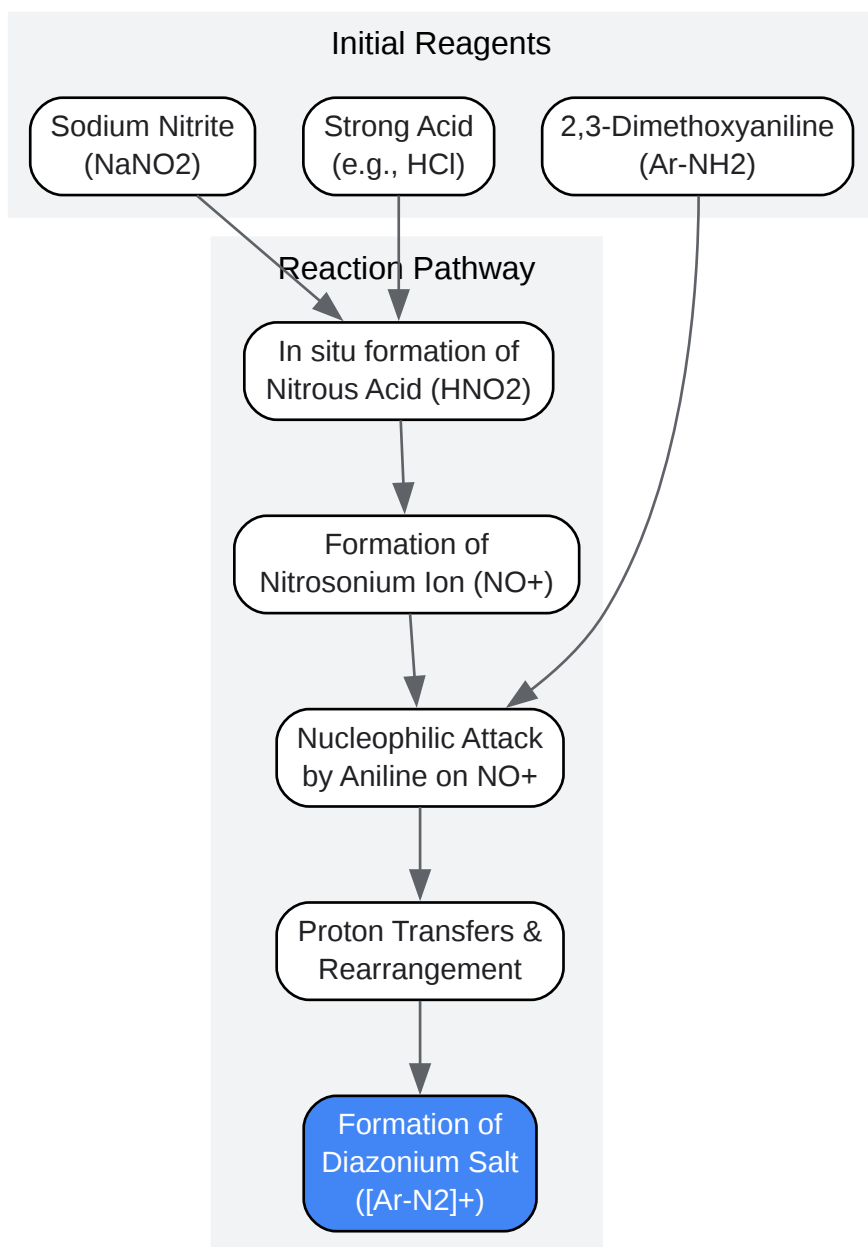 Initial Reagents
Sodium Nitrite
(NaNO2)
Strong Acid
(e.g., HCl)
2,3-Dimethoxyaniline
(Ar-NH2)
Reaction Pathway
In situ formation of
Nitrous Acid (HNO2)
Formation of
Nitrosonium Ion (NO+)
Nucleophilic Attack
by Aniline on NO+
Proton Transfers &
Rearrangement
Formation of
Diazonium Salt
([Ar-N2]+)